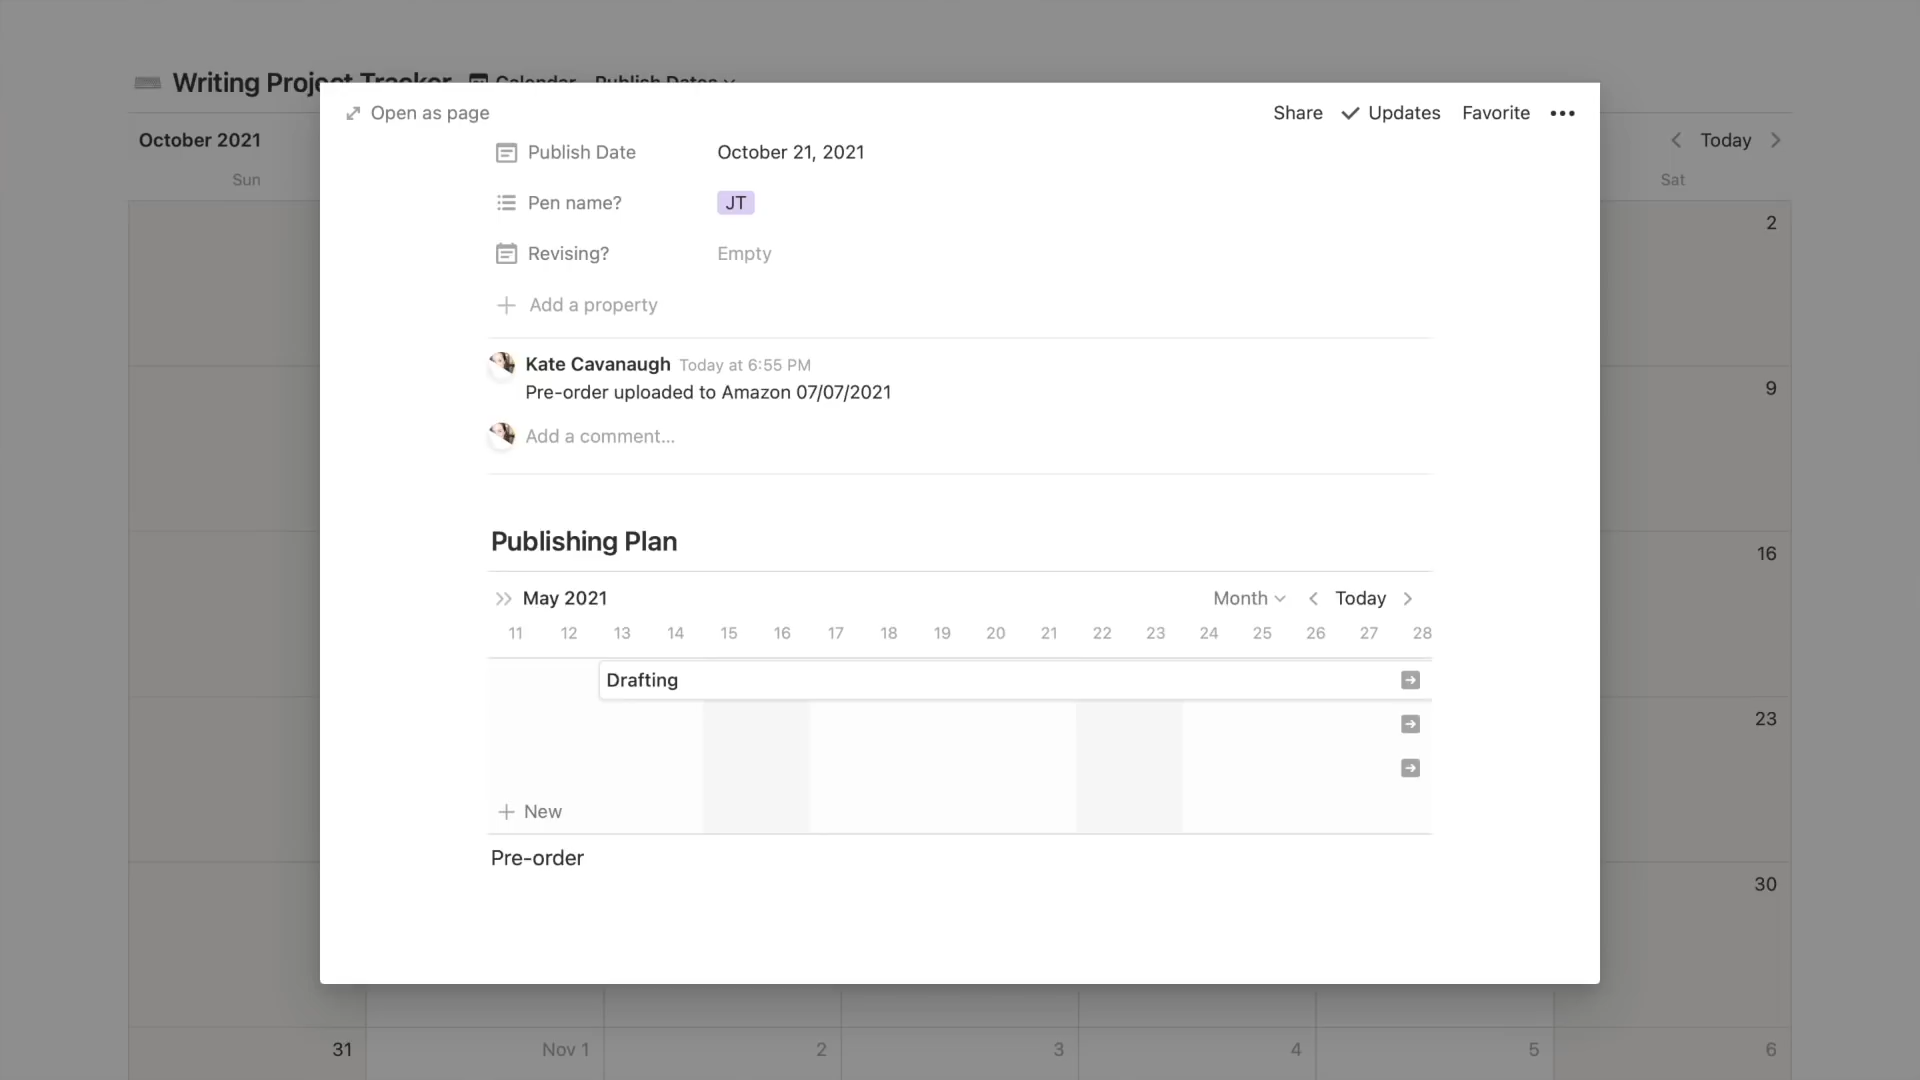 Writing Project Tracker Calendar Publish Dates
Open as page
Share Updates Favorite
October 2021
Today
Sun
Sat
Publish Date October 21, 2021
Pen name? JT
Revising? Empty
Add a property
Kate Cavanaugh Today at 6:55 PM
Pre-order uploaded to Amazon 07/07/2021
Add a comment...
Publishing Plan
May 2021 Month Today
11 12 13 14 15 16 17 18 19 20 21 22 23 24 25 26 27 28
Drafting
New
Pre-order
2
9
16
23
30
31 Nov 1 2 3 4 5 6